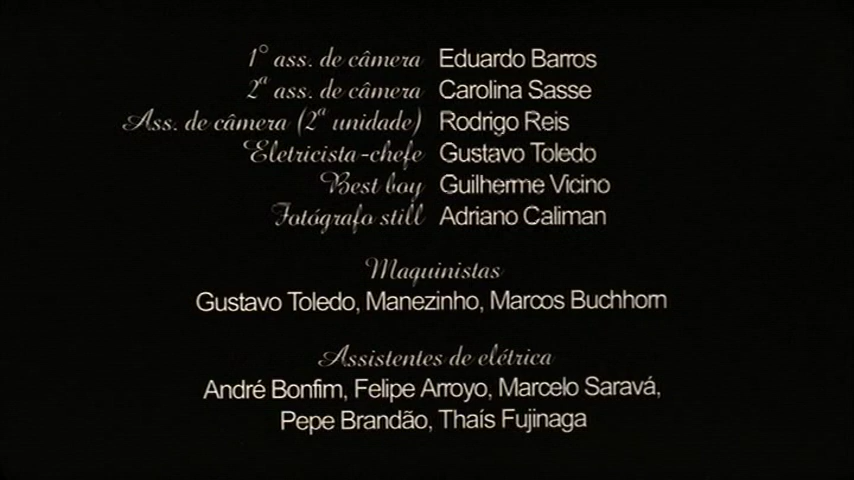 1º ass. de câmera Eduardo Barros
2ª ass. de câmera Carolina Sasse
Ass. de câmera (2ª unidade) Rodrigo Reis
Eletricista-chefe Gustavo Toledo
Best boy Guilherme Vicino
Fotógrafo still Adriano Caliman
Maquinistas
Gustavo Toledo, Manezinho, Marcos Buchhorn
Assistentes de elétrica
André Bonfim, Felipe Arroyo, Marcelo Saravá,
Pepe Brandão, Thaís Fujinaga